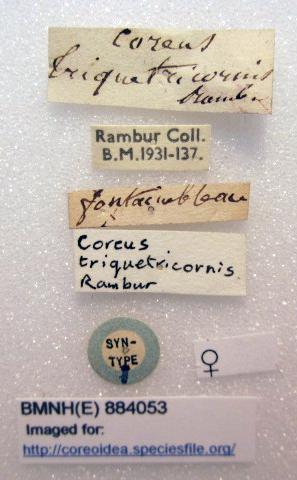 Coreus
triquetricornis
Rambur
Rambur Coll.
B.M.1931-137.
fontainebleau
Coreus
triquetricornis.
Rambur
SYN-
TYPE
♀
BMNH(E) 884053
Imaged for:
http://coreoidea.speciesfile.org/